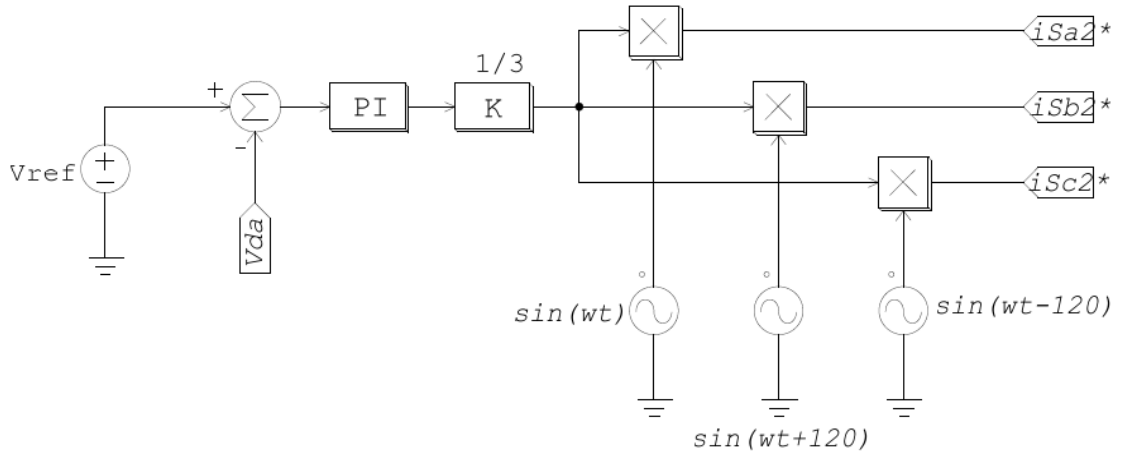 iSa2*
1/3
+
Σ
PI
K
iSb2*
-
Vref
+
-
iSc2*
Vda
sin(wt)
sin(wt-120)
sin(wt+120)